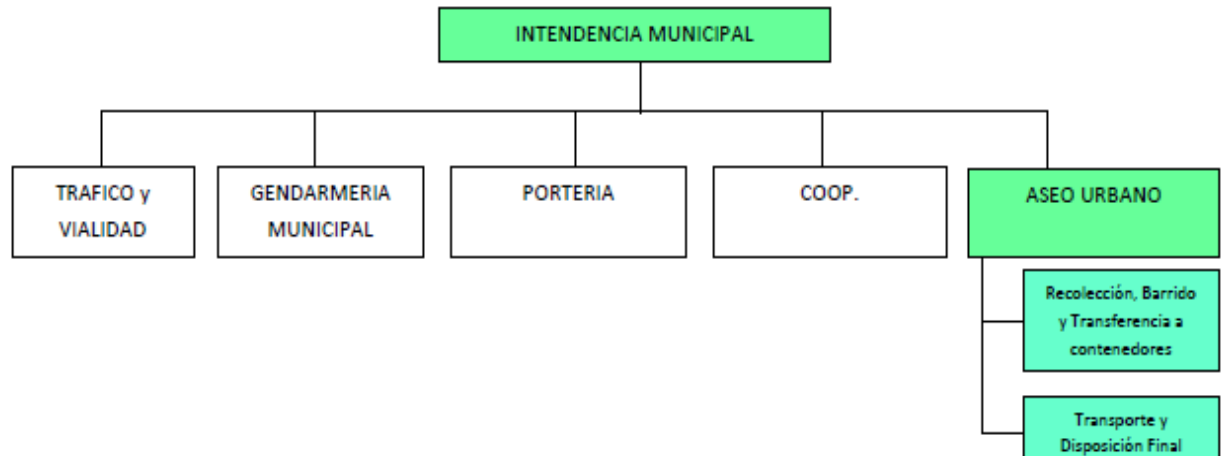 INTENDENCIA MUNICIPAL
TRAFICO y
VIALIDAD
GENDARMERIA
MUNICIPAL
PORTERIA
COOP.
ASEO URBANO
Recolección, Barrido
y Transferencia a
contenedores
Transporte y
Disposición Final